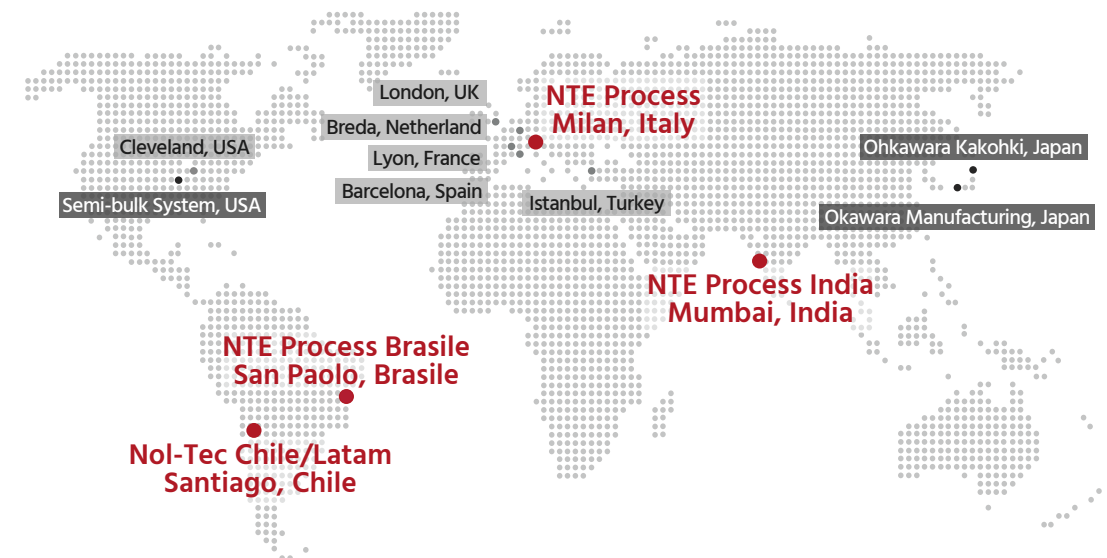 London, UK
NTE Process
Milan, Italy
Breda, Netherland
Cleveland, USA
Ohkawara Kakohki, Japan
Lyon, France
Barcelona, Spain
Semi-bulk System, USA
Istanbul, Turkey
Okawara Manufacturing, Japan
NTE Process India
Mumbai, India
NTE Process Brasile
San Paolo, Brasile
Nol-Tec Chile/Latam
Santiago, Chile